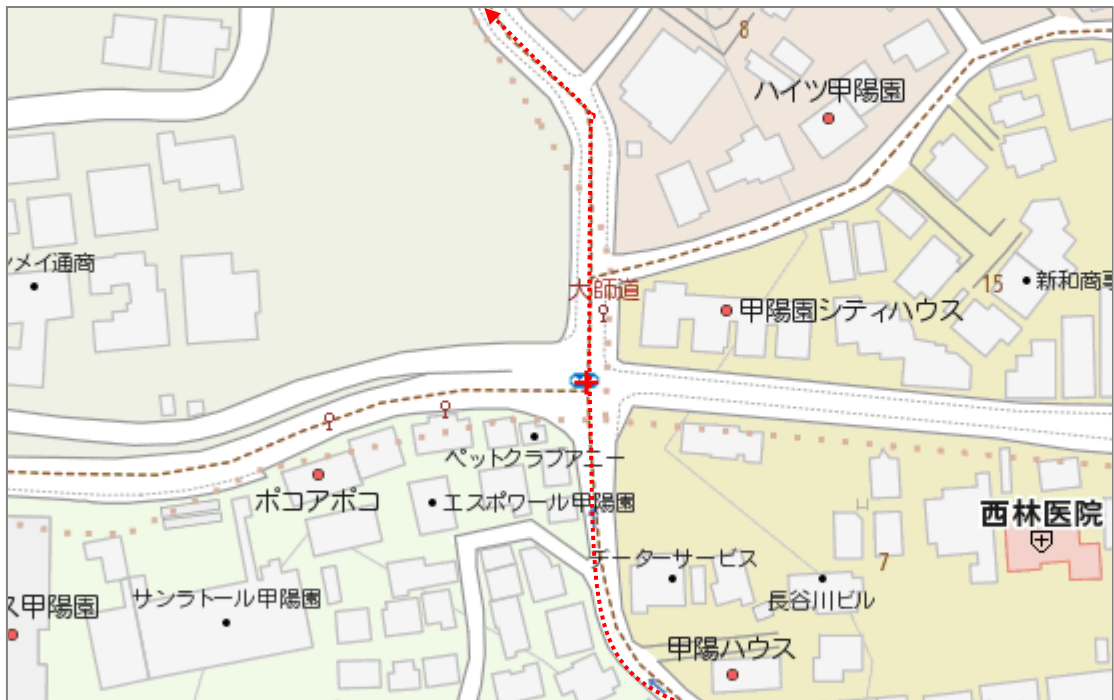 8
ハイツ甲陽園
メイ通商
大師道
15
新和商事
甲陽園シティハウス
ペットクラブアニー
ポコアポコ
エスポワール甲陽園
西林医院
データーサービス
7
ス甲陽園
サンラトール甲陽園
長谷川ビル
甲陽ハウス